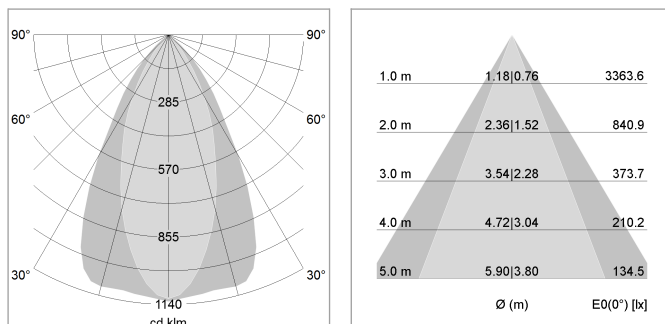 90° 90°
285
60° 60°
570
855
30° 30°
1140
cd klm
1.0 m 1.18|0.76 3363.6
2.0 m 2.36|1.52 840.9
3.0 m 3.54|2.28 373.7
4.0 m 4.72|3.04 210.2
5.0 m 5.90|3.80 134.5
Ø (m) E0(0°) [lx]